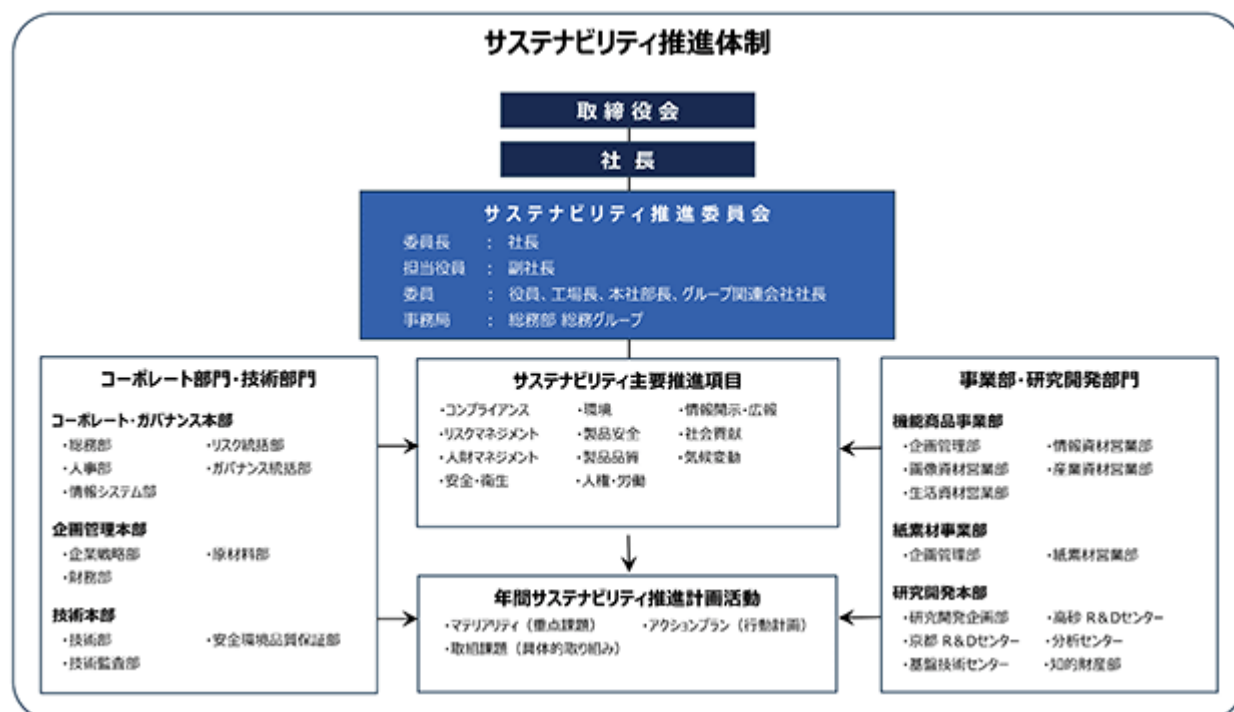 サステナビリティ推進体制
取締役会
社長
サステナビリティ推進委員会
委員長 : 社長
担当役員 : 副社長
委員 : 役員、工場長、本社部長、グループ関連会社社長
事務局 : 総務部 総務グループ
コーポレート部門・技術部門
コーポレート・ガバナンス本部
・総務部 ・リスク統括部
・人事部 ・ガバナンス統括部
・情報システム部
企画管理本部
・企業戦略部 ・原材料部
・財務部
技術本部
・技術部 ・安全環境品質保証部
・技術監査部
サステナビリティ主要推進項目
・コンプライアンス ・環境 ・情報開示・広報
・リスクマネジメント ・製品安全 ・社会貢献
・人財マネジメント ・製品品質 ・気候変動
・安全・衛生 ・人権・労働
年間サステナビリティ推進計画活動
・マテリアリティ（重点課題） ・アクションプラン（行動計画）
・取組課題（具体的取り組み）
事業部・研究開発部門
機能商品事業部
・企画管理部 ・情報資材営業部
・画像資材営業部 ・産業資材営業部
・生活資材営業部
紙素材事業部
・企画管理部 ・紙素材営業部
研究開発本部
・研究開発企画部 ・高砂 R&Dセンター
・京都 R&Dセンター ・分析センター
・基盤技術センター ・知的財産部